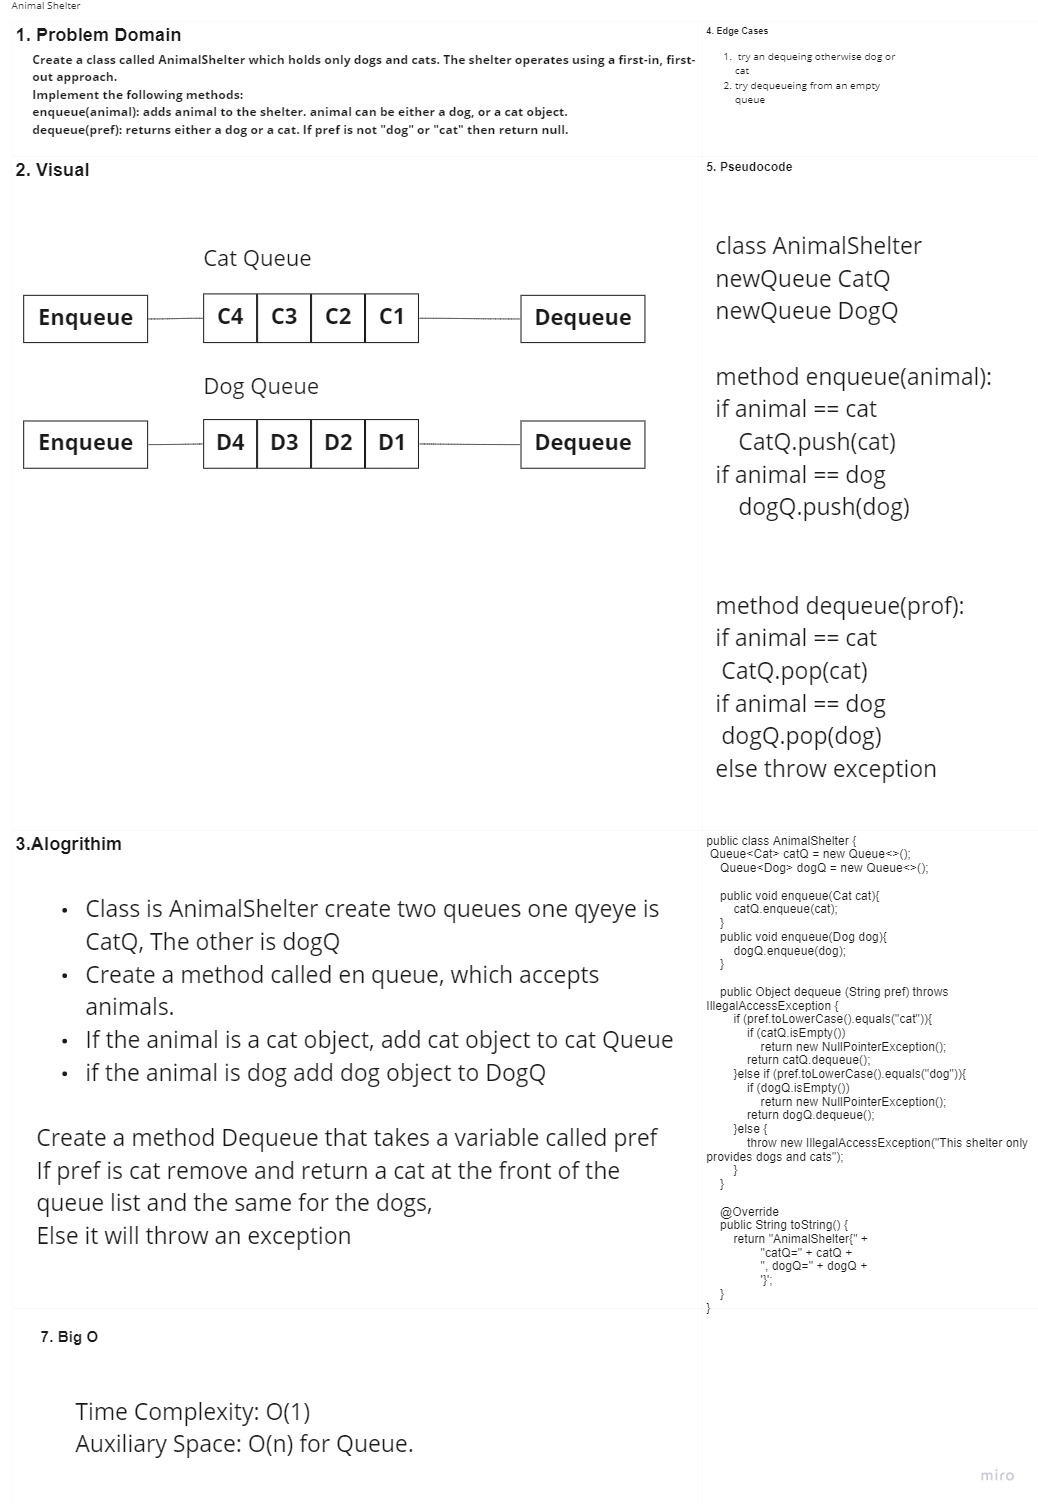 Animal Shelter
1. Problem Domain
Create a class called AnimalShelter which holds only dogs and cats. The shelter operates using a first-in, first-
out approach.
Implement the following methods:
enqueue(animal): adds animal to the shelter. animal can be either a dog, or a cat object.
dequeue(pref): returns either a dog or a cat. If pref is not "dog" or "cat" then return null.
4. Edge Cases
1. try an dequeing otherwise dog or
cat
2. try dequeueing from an empty
queue
2. Visual
Cat Queue
Enqueue C4 C3 C2 C1 Dequeue
Dog Queue
Enqueue D4 D3 D2 D1 Dequeue
5. Pseudocode
class AnimalShelter
newQueue CatQ
newQueue DogQ
method enqueue(animal):
if animal == cat
CatQ.push(cat)
if animal == dog
dogQ.push(dog)
method dequeue(prof):
if animal == cat
CatQ.pop(cat)
if animal == dog
dogQ.pop(dog)
else throw exception
3.Alogrithim
• Class is AnimalShelter create two queues one qyeye is
CatQ, The other is dogQ
• Create a method called en queue, which accepts
animals.
• If the animal is a cat object, add cat object to cat Queue
• if the animal is dog add dog object to DogQ
Create a method Dequeue that takes a variable called pref
If pref is cat remove and return a cat at the front of the
queue list and the same for the dogs,
Else it will throw an exception
public class AnimalShelter {
Queue<Cat> catQ = new Queue<>();
Queue<Dog> dogQ = new Queue<>();
public void enqueue(Cat cat){
catQ.enqueue(cat);
}
public void enqueue(Dog dog){
dogQ.enqueue(dog);
}
public Object dequeue (String pref) throws
IllegalAccessException {
if (pref.toLowerCase().equals("cat")){
if (catQ.isEmpty())
return new NullPointerException();
return catQ.dequeue();
}else if (pref.toLowerCase().equals("dog")){
if (dogQ.isEmpty())
return new NullPointerException();
return dogQ.dequeue();
}else {
throw new IllegalAccessException("This shelter only
provides dogs and cats");
}
}
@Override
public String toString() {
return "AnimalShelter{" +
"catQ=" + catQ +
", dogQ=" + dogQ +
'}';
}
}
7. Big O
Time Complexity: O(1)
Auxiliary Space: O(n) for Queue.
miro